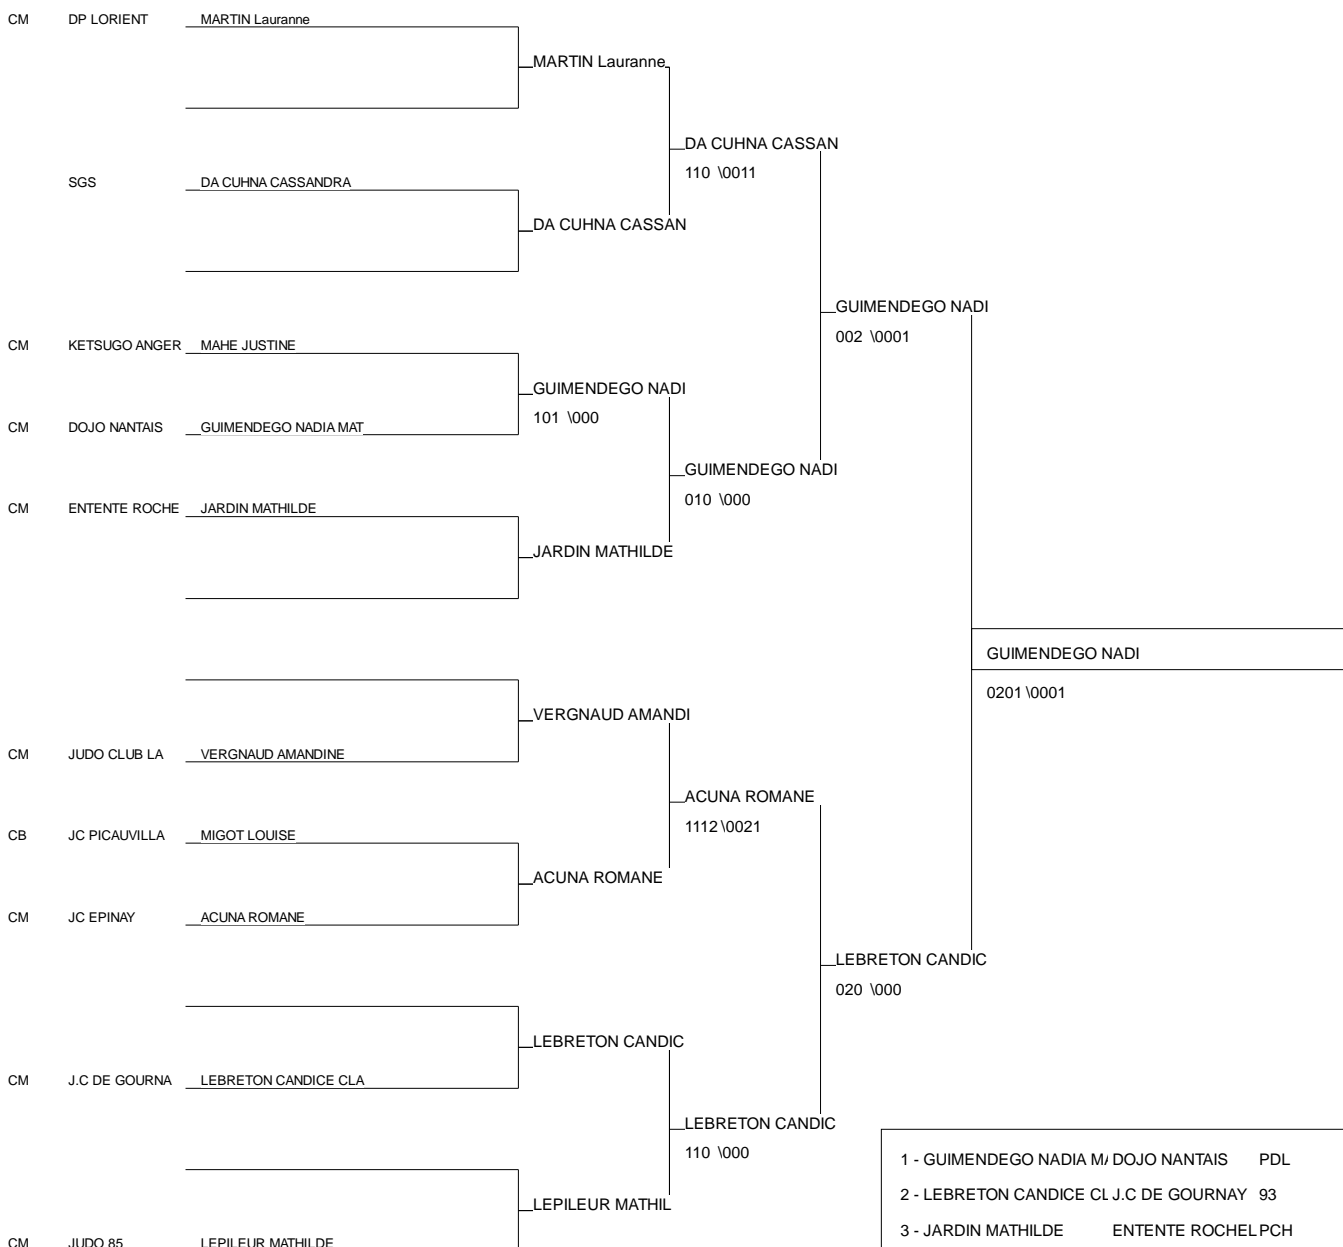 CM DP LORIENT MARTIN Lauranne
MARTIN Lauranne
DA CUHNA CASSAN
110 \0011
SGS DA CUHNA CASSANDRA
DA CUHNA CASSAN
GUIMENDEGO NADI
002 \0001
CM KETSUGO ANGER MAHE JUSTINE
GUIMENDEGO NADI
101 \000
CM DOJO NANTAIS GUIMENDEGO NADIA MAT
GUIMENDEGO NADI
010 \000
CM ENTENTE ROCHE JARDIN MATHILDE
JARDIN MATHILDE
GUIMENDEGO NADI
0201 \0001
VERGNAUD AMANDI
CM JUDO CLUB LA VERGNAUD AMANDINE
ACUNA ROMANE
1112 \0021
CB JC PICAUVILLA MIGOT LOUISE
ACUNA ROMANE
CM JC EPINAY ACUNA ROMANE
LEBRETON CANDIC
020 \000
LEBRETON CANDIC
CM J.C DE GOURNA LEBRETON CANDICE CLA
LEBRETON CANDIC
110 \000
1 - GUIMENDEGO NADIA MA DOJO NANTAIS PDL
2 - LEBRETON CANDICE CL J.C DE GOURNAY 93
LEPILEUR MATHIL
3 - JARDIN MATHILDE ENTENTE ROCHEL PCH
CM JUDO 85 LEPILEUR MATHILDE